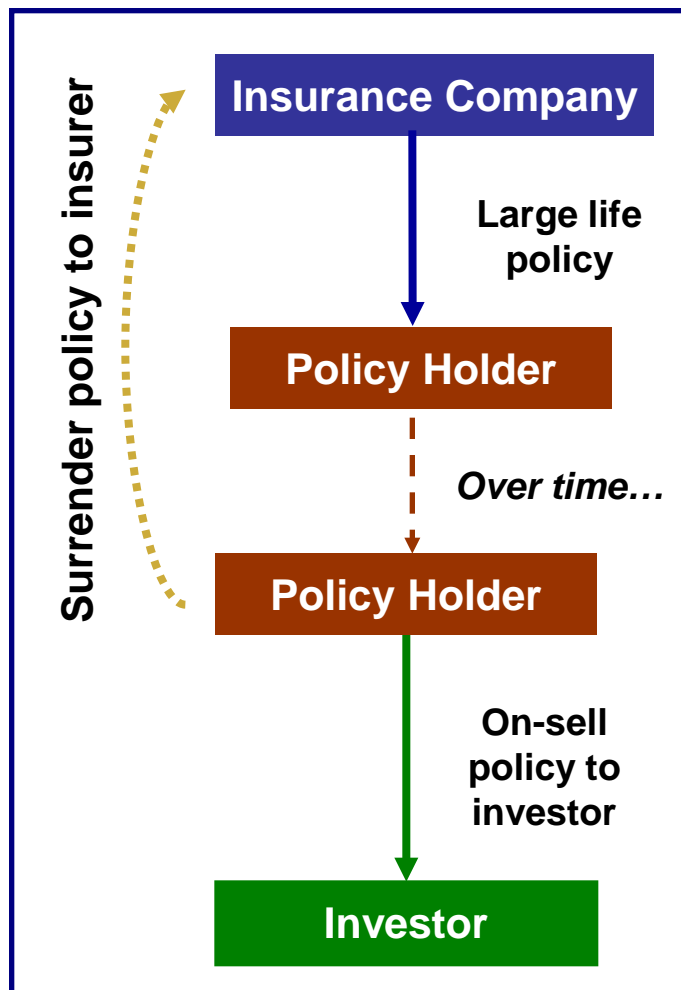 Surrender policy to insurer
Insurance Company
Large life
policy
Policy Holder
Over time…
Policy Holder
On-sell
policy to
investor
Investor